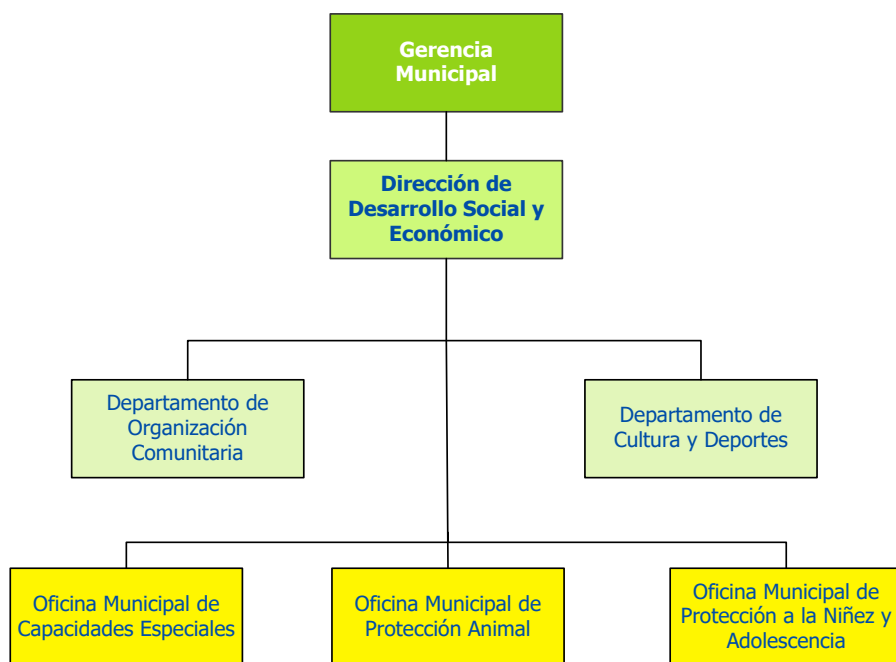 Gerencia
Municipal
Dirección de
Desarrollo Social y
Económico
Departamento de
Organización
Comunitaria
Departamento de
Cultura y Deportes
Oficina Municipal de
Capacidades Especiales
Oficina Municipal de
Protección Animal
Oficina Municipal de
Protección a la Niñez y
Adolescencia